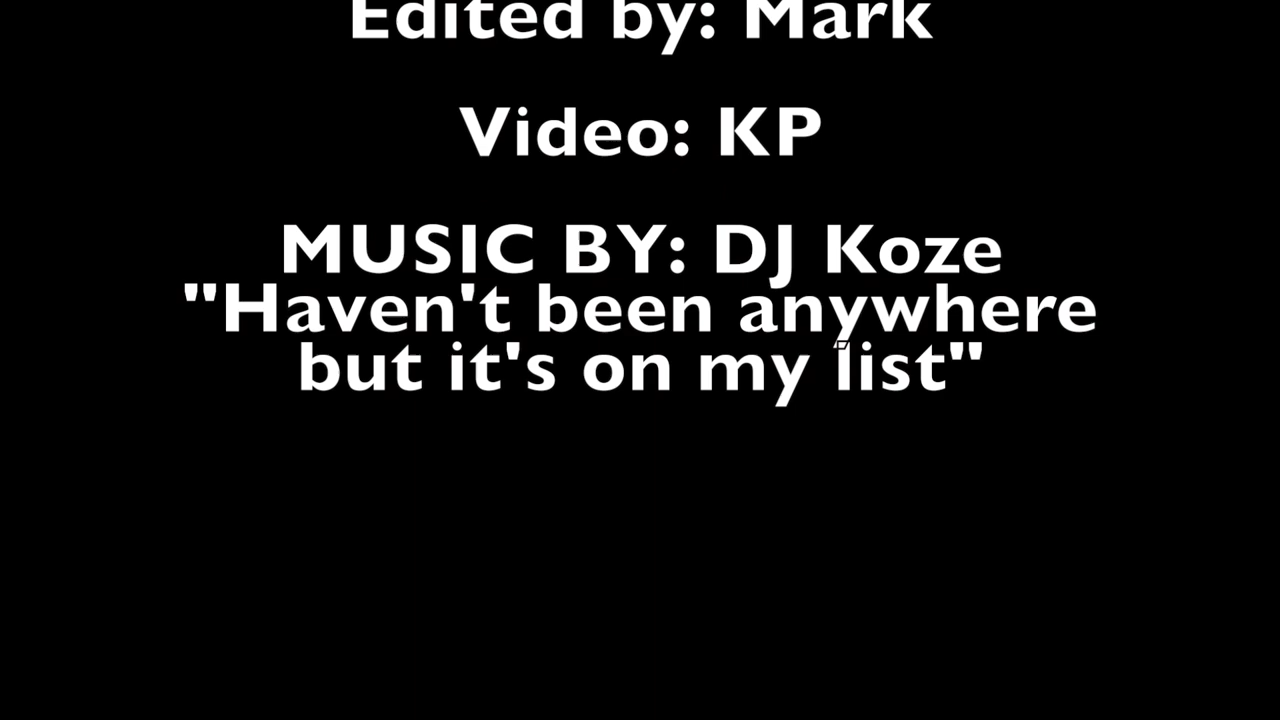 Edited by: Mark
Video: KP
MUSIC BY: DJ Koze
"Haven't been anywhere
but it's on my list"